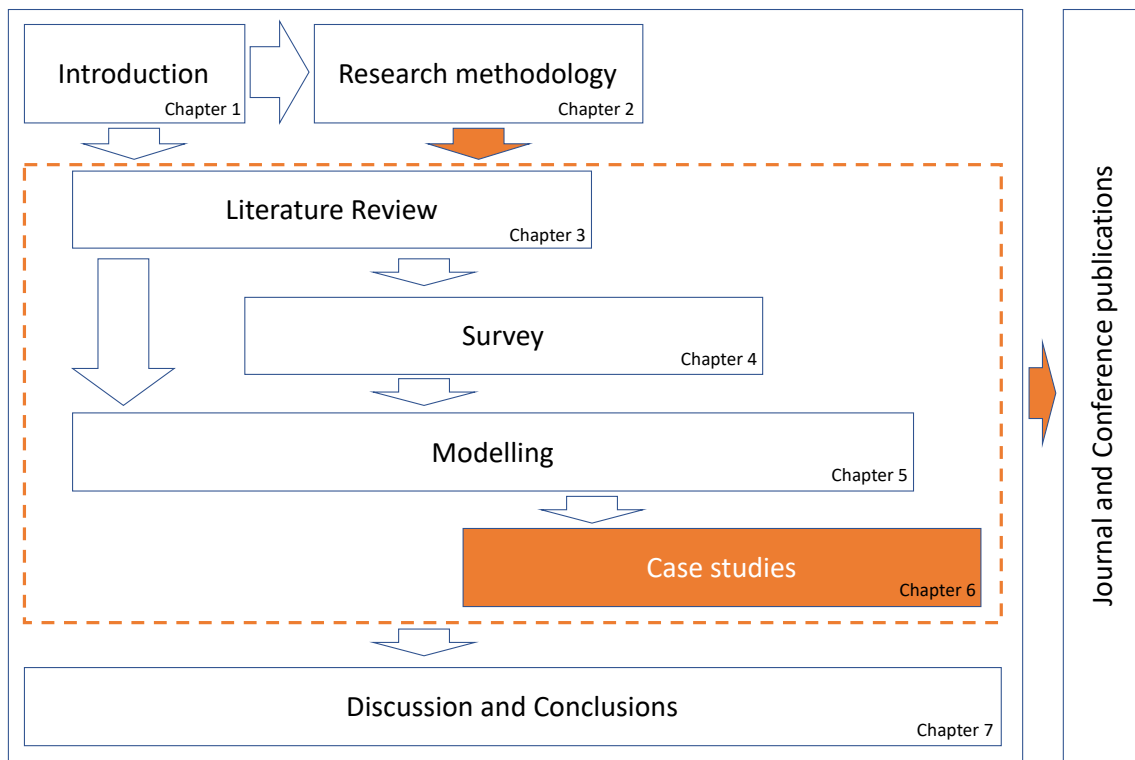 Introduction
Chapter 1
Research methodology
Chapter 2
Literature Review
Chapter 3
Survey
Chapter 4
Modelling
Chapter 5
Case studies
Chapter 6
Discussion and Conclusions
Chapter 7
Journal and Conference publications